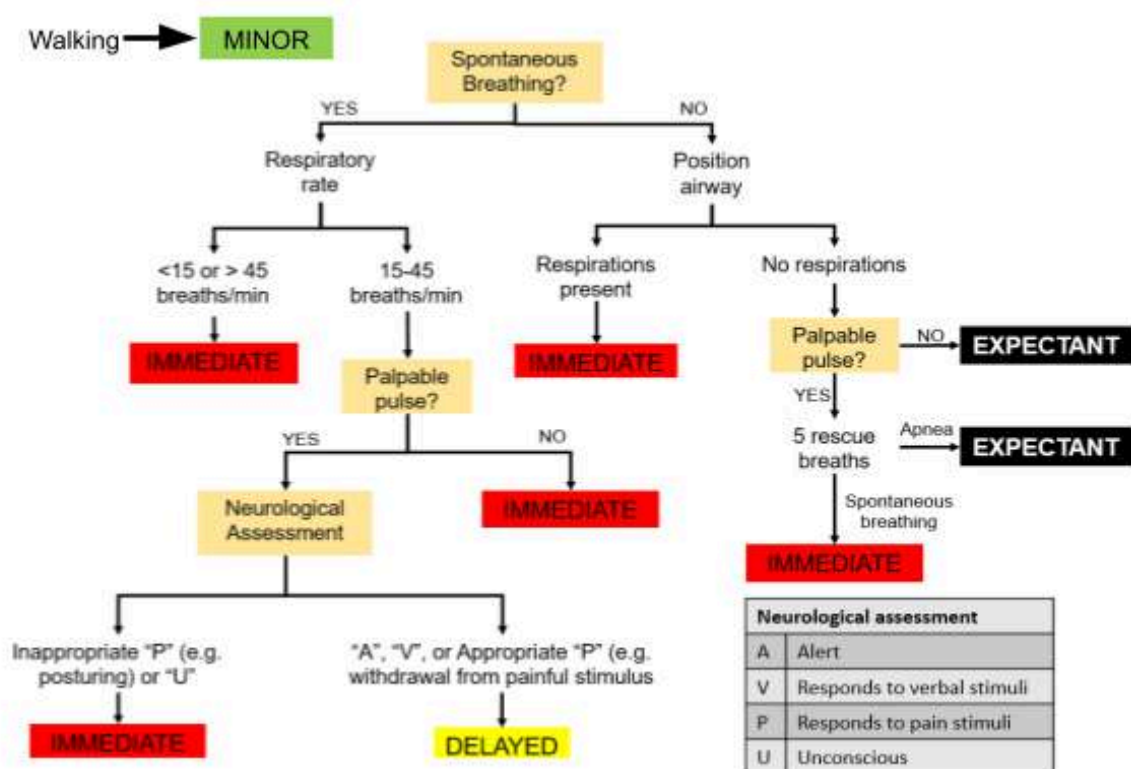 Walking
MINOR
Spontaneous
Breathing?
YES
NO
Respiratory
rate
Position
airway
<15 or > 45
breaths/min
15-45
breaths/min
Respirations
present
No respirations
IMMEDIATE
Palpable
pulse?
IMMEDIATE
Palpable
pulse?
NO
EXPECTANT
YES
YES
NO
5 rescue
breaths
Apnea
EXPECTANT
Neurological
Assessment
IMMEDIATE
Spontaneous
breathing
IMMEDIATE
Inappropriate “P” (e.g.
posturing) or “U”
“A”, “V”, or Appropriate “P” (e.g.
withdrawal from painful stimulus
IMMEDIATE
DELAYED
Neurological assessment
A Alert
V Responds to verbal stimuli
P Responds to pain stimuli
U Unconscious